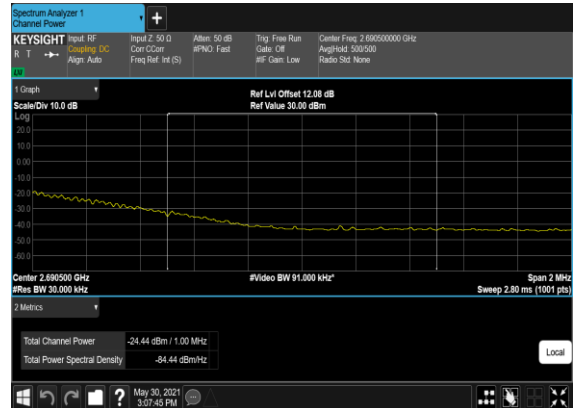 Spectrum Analyzer 1
Channel Power
+
KEYSIGHT Input: RF Input Z: 50 Ω Atten: 50 dB Trig: Free Run Center Freq: 2.690500000 GHz
R T Coupling: DC Corr CCorr #PNO: Fast Gate: Off Avg|Hold: 500/500
Align: Auto Freq Ref: Int (S) #IF Gain: Low Radio Std: None
LU
1 Graph
Ref Lvl Offset 12.08 dB
Scale/Div 10.0 dB Ref Value 30.00 dBm
Log
20.0
10.0
0.00
-10.0
-20.0
-30.0
-40.0
-50.0
-60.0
Center 2.690500 GHz #Video BW 91.000 kHz* Span 2 MHz
#Res BW 30.000 kHz Sweep 2.80 ms (1001 pts)
2 Metrics
Total Channel Power -24.44 dBm / 1.00 MHz
Total Power Spectral Density -84.44 dBm/Hz
Local
? May 30, 2021
3:07:45 PM